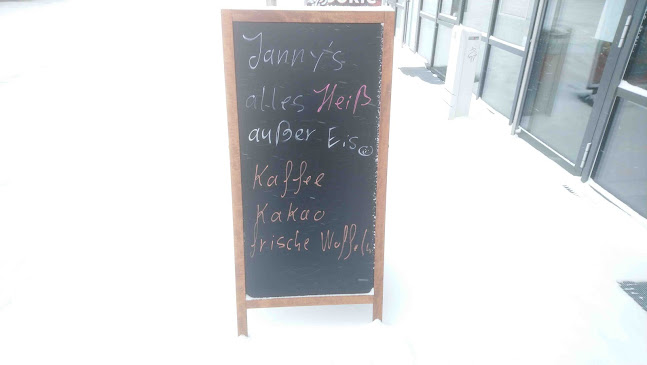 Janny's
alles Heiß
außer Eis☺
Kaffee
Kakao
frische Waffeln